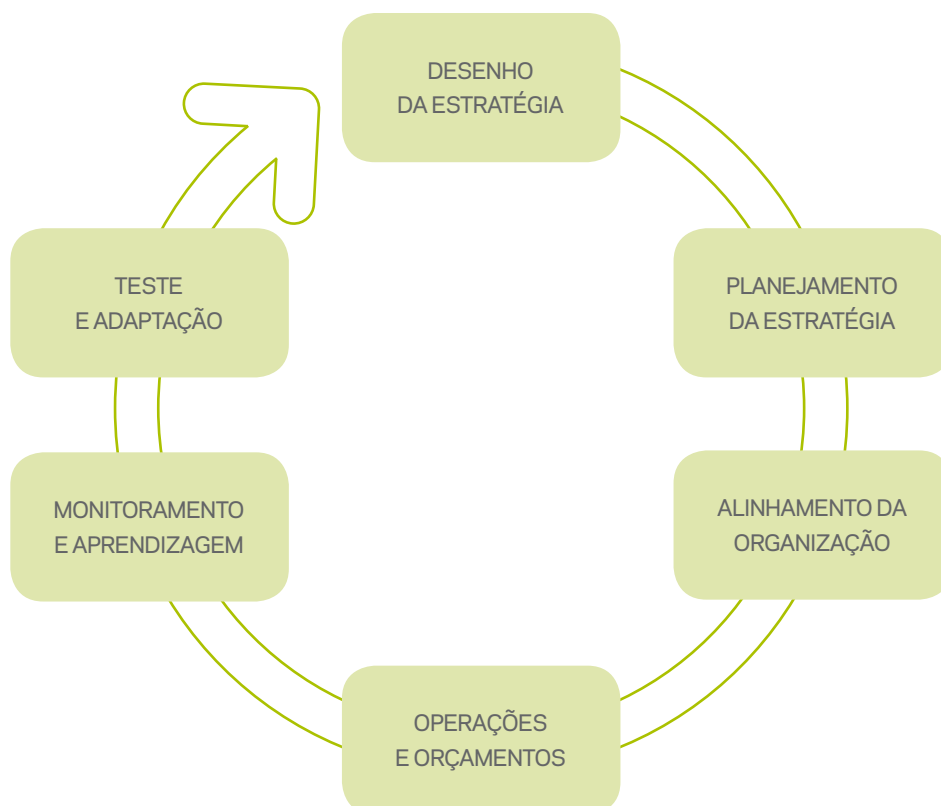 DESENHO
DA ESTRATÉGIA
PLANEJAMENTO
DA ESTRATÉGIA
ALINHAMENTO DA
ORGANIZAÇÃO
OPERAÇÕES
E ORÇAMENTOS
MONITORAMENTO
E APRENDIZAGEM
TESTE
E ADAPTAÇÃO